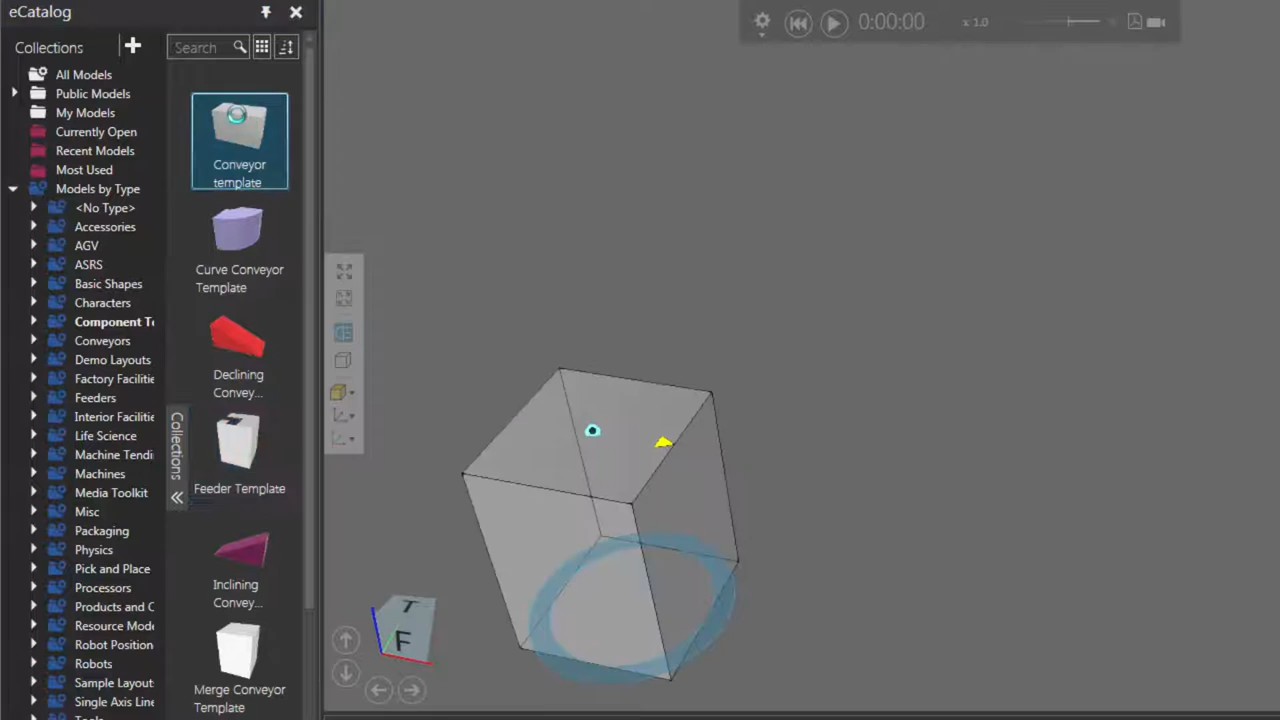 eCatalog
Collections
Search
All Models
Public Models
My Models
Currently Open
Recent Models
Most Used
Models by Type
<No Type>
Accessories
AGV
ASRS
Basic Shapes
Characters
Component Te
Conveyors
Demo Layouts
Factory Facilitie
Feeders
Interior Facilitie
Life Science
Machine Tendi
Machines
Media Toolkit
Misc
Packaging
Physics
Pick and Place
Processors
Products and C
Resource Mode
Robot Position
Robots
Sample Layout
Single Axis Line
Collections
Conveyor
template
Curve Conveyor
Template
Declining
Convey...
Feeder Template
Inclining
Convey...
Merge Conveyor
Template
0:00:00
x 1.0
T
F